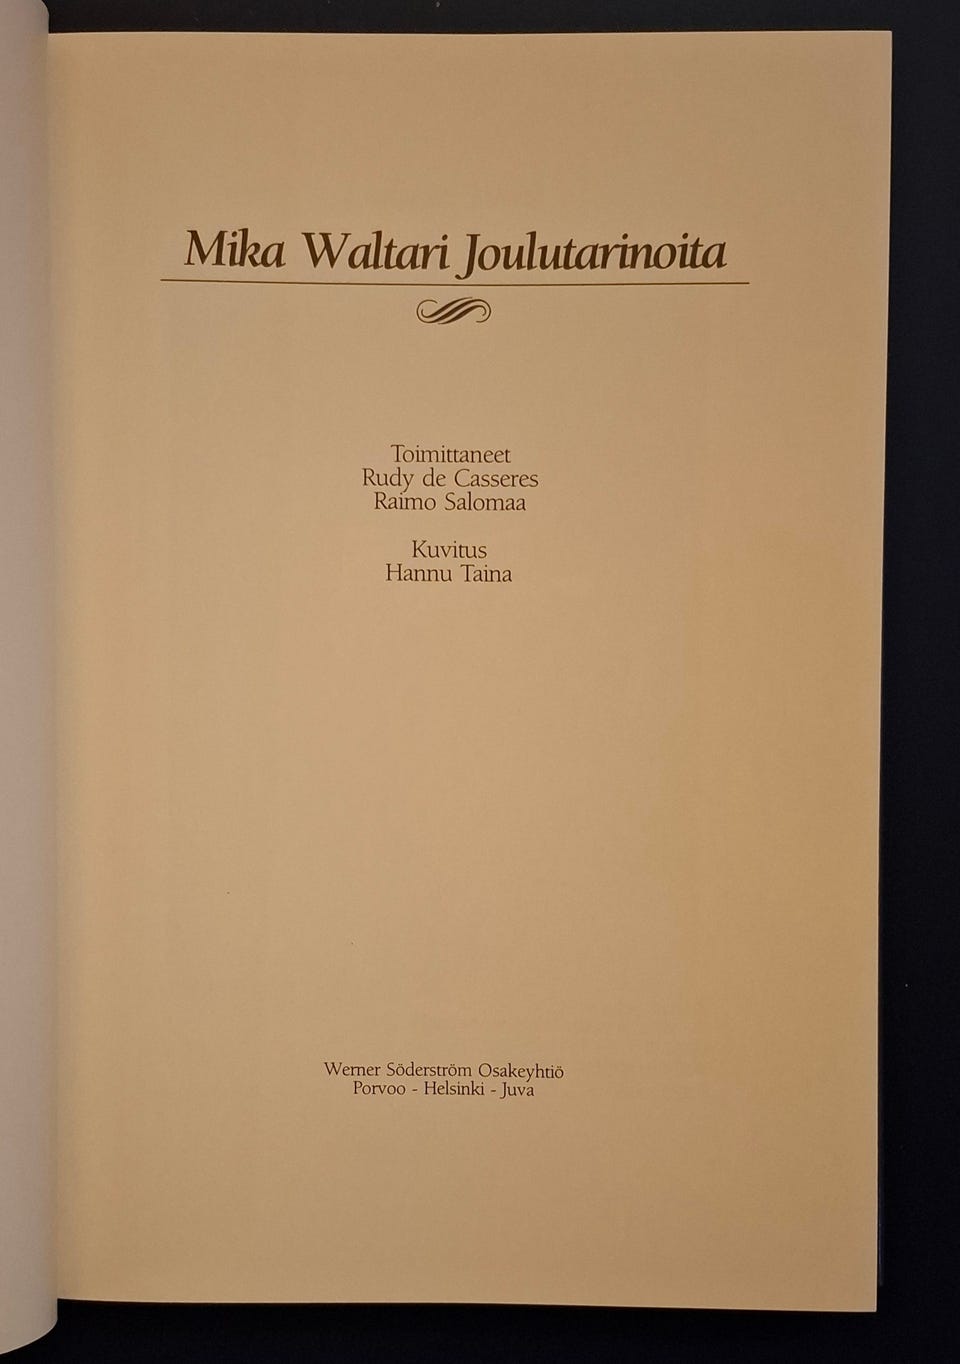 Mika Waltari Joulutarinoita
Toimittaneet
Rudy de Casseres
Raimo Salomaa
Kuvitus
Hannu Taina
Werner Söderström Osakeyhtiö
Porvoo - Helsinki - Juva